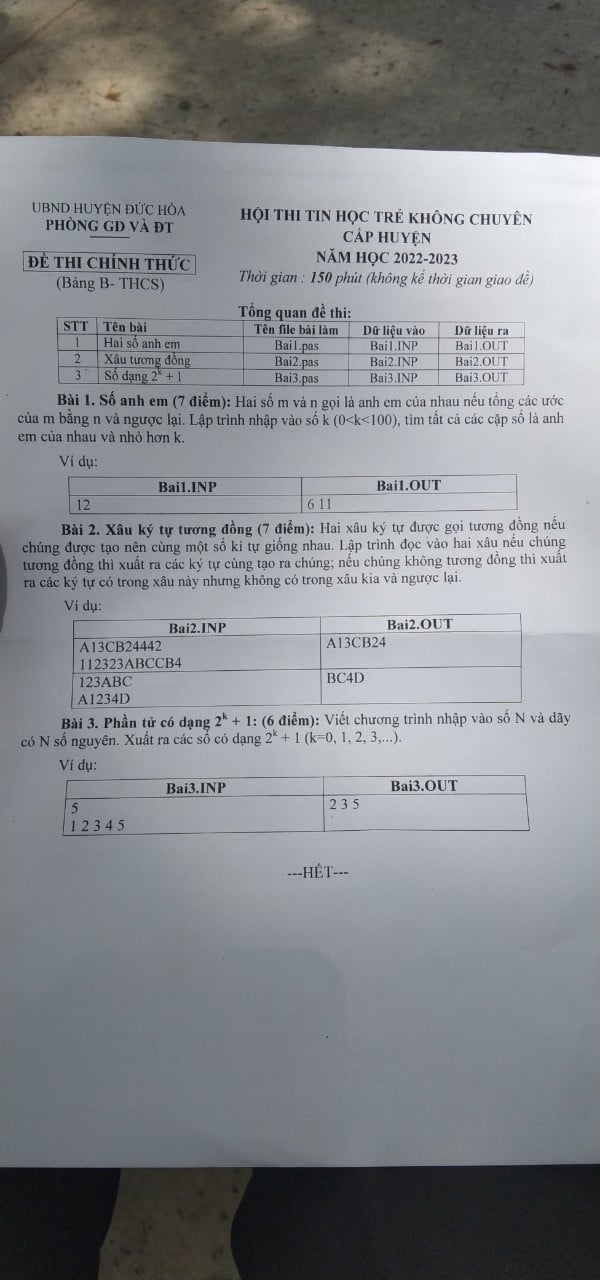 UBND HUYỆN ĐỨC HÒA
PHÒNG GD VÀ ĐT
ĐỀ THI CHÍNH THỨC
(Bảng B- THCS)
HỘI THI TIN HỌC TRẺ KHÔNG CHUYÊN
CẤP HUYỆN
NĂM HỌC 2022-2023
Thời gian : 150 phút (không kể thời gian giao đề)
Tổng quan đề thi:
STT Tên bài Tên file bài làm Dữ liệu vào Dữ liệu ra
1 Hai số anh em Bai1.pas Bai1.INP Bai1.OUT
2 Xâu tương đồng Bai2.pas Bai2.INP Bai2.OUT
3 Số dạng 2^k + 1 Bai3.pas Bai3.INP Bai3.OUT
Bài 1. Số anh em (7 điểm): Hai số m và n gọi là anh em của nhau nếu tổng các ước
của m bằng n và ngược lại. Lập trình nhập vào số k (0<k<100), tìm tất cả các cặp số là anh
em của nhau và nhỏ hơn k.
Ví dụ:
Bai1.INP Bai1.OUT
12 6 11
Bài 2. Xâu ký tự tương đồng (7 điểm): Hai xâu ký tự được gọi tương đồng nếu
chúng được tạo nên cùng một số kí tự giống nhau. Lập trình đọc vào hai xâu nếu chúng
tương đồng thì xuất ra các ký tự cùng tạo ra chúng; nếu chúng không tương đồng thì xuất
ra các ký tự có trong xâu này nhưng không có trong xâu kia và ngược lại.
Ví dụ:
Bai2.INP Bai2.OUT
A13CB24442 A13CB24
112323ABCCB4
123ABC BC4D
A1234D
Bài 3. Phần tử có dạng 2^k + 1: (6 điểm): Viết chương trình nhập vào số N và dãy
có N số nguyên. Xuất ra các số có dạng 2^k + 1 (k=0, 1, 2, 3,...).
Ví dụ:
Bai3.INP Bai3.OUT
5 2 3 5
1 2 3 4 5
---HẾT---